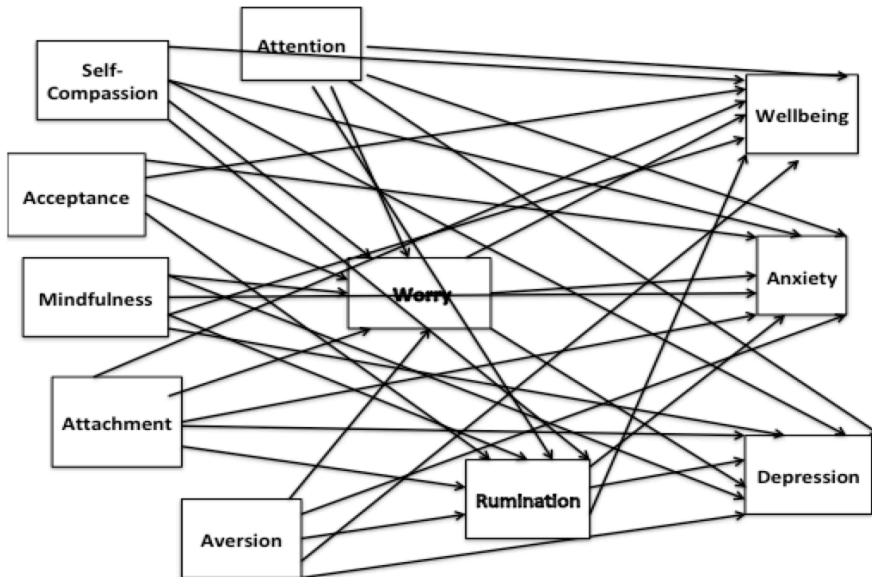 Attention
Self-
Compassion
Wellbeing
Acceptance
Mindfulness
Worry
Anxiety
Attachment
Depression
Rumination
Aversion